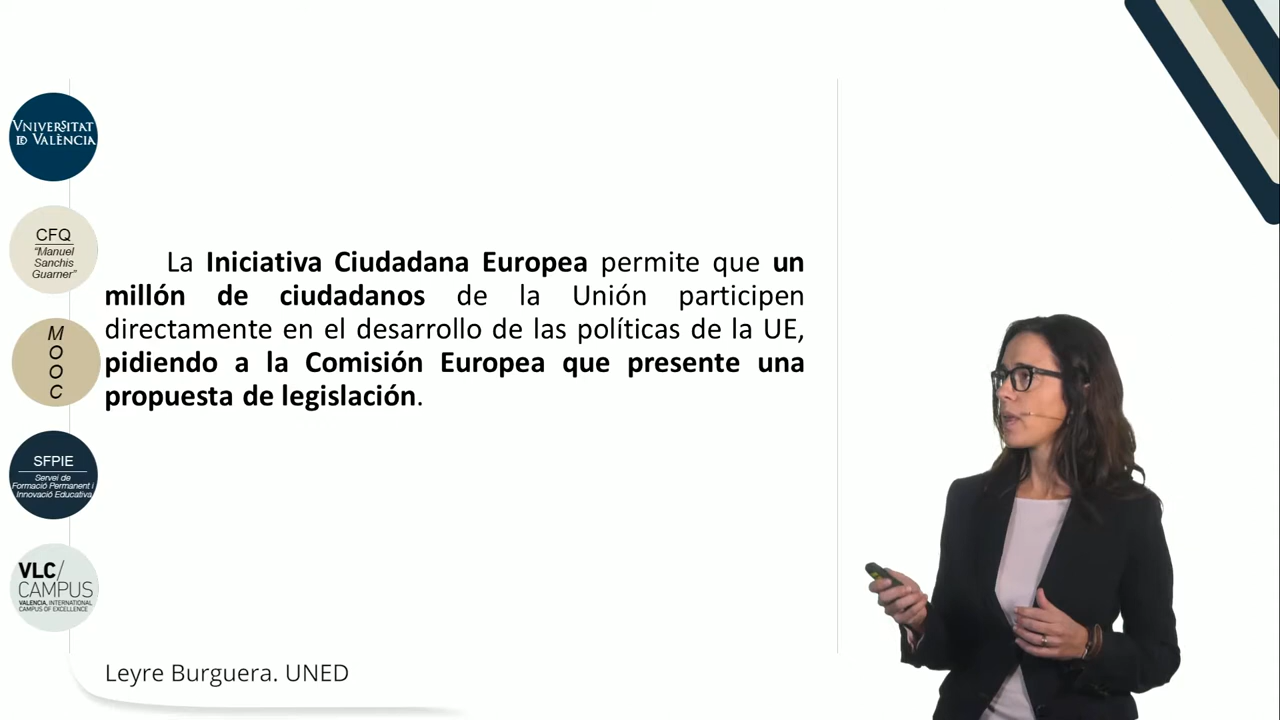 VNIVERSITAT
ID VALÈNCIA
CFQ
"Manuel
Sanchis
Guarner"
M
O
O
C
SFPIE
Servei de
Formació Permanent i
Innovació Educativa
VLC/
CAMPUS
VALENCIA, INTERNATIONAL
CAMPUS OF EXCELLENCE
La Iniciativa Ciudadana Europea permite que un
millón de ciudadanos de la Unión participen
directamente en el desarrollo de las políticas de la UE,
pidiendo a la Comisión Europea que presente una
propuesta de legislación.
Leyre Burguera. UNED